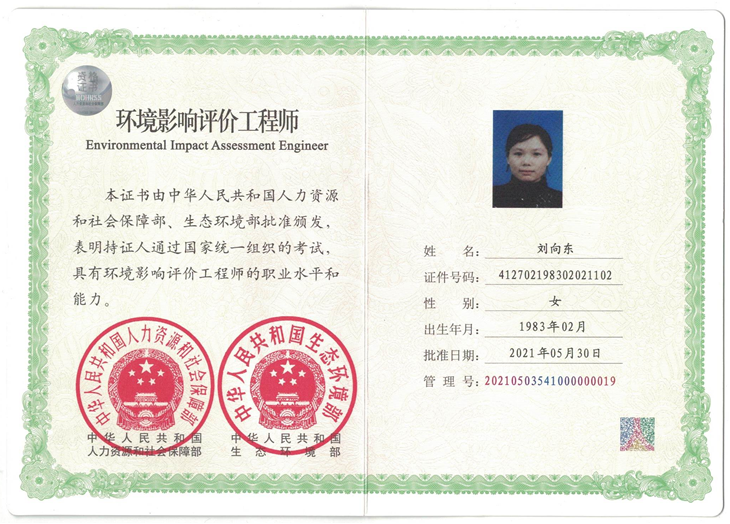 资格
证书
环境影响评价工程师
Environmental Impact Assessment Engineer
本证书由中华人民共和国人力资源
和社会保障部、生态环境部批准颁发，
表明持证人通过国家统一组织的考试，
具有环境影响评价工程师的职业水平和
能力。
中华人民共和国人力资源和社会保障部
中华人民共和国生态环境部
中华人民共和国
人力资源和社会保障部
中华人民共和国
生态环境部
姓 名： 刘向东
证件号码： 412702198302021102
性 别： 女
出生年月： 1983年02月
批准日期： 2021年05月30日
管 理 号： 20210503541000000019